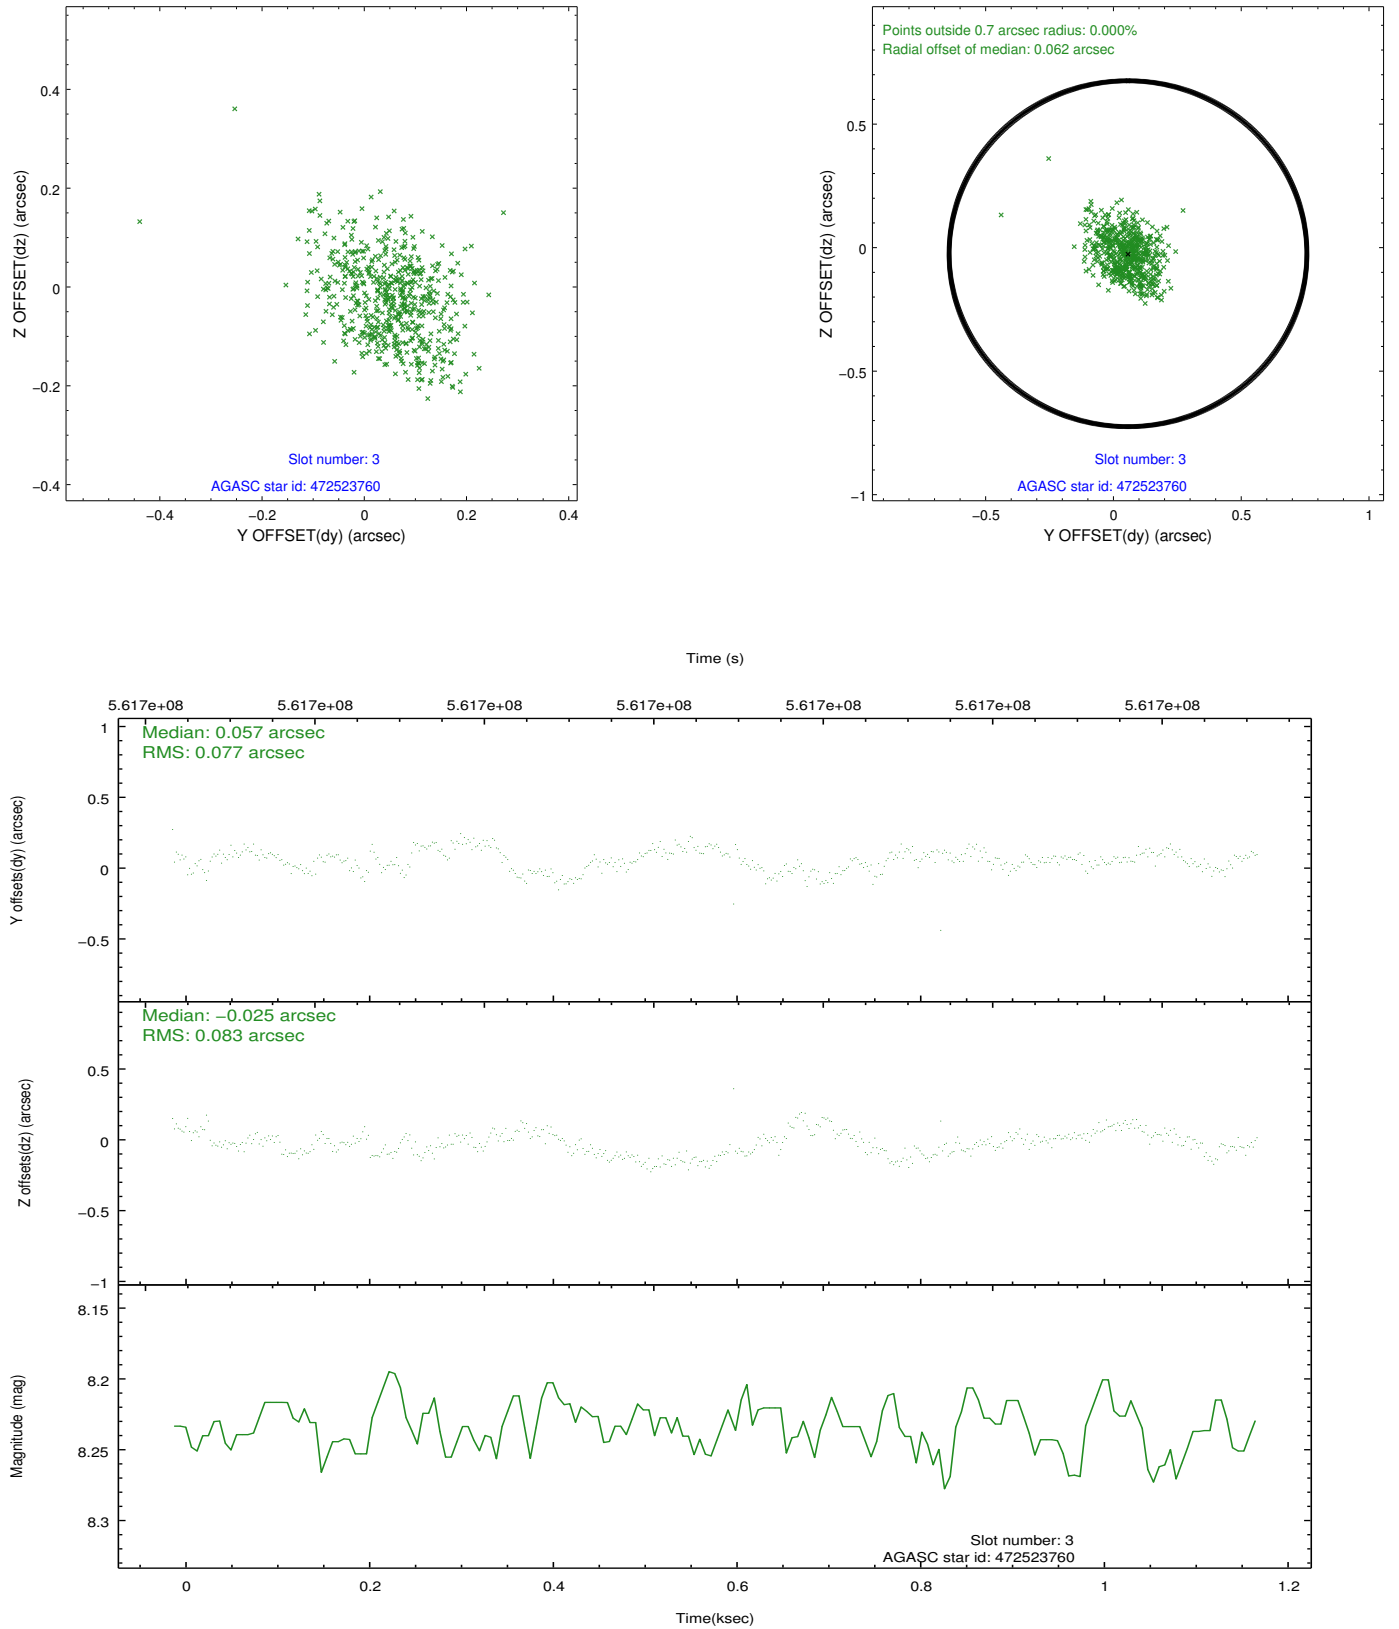 0.4
0.2
0
−0.2
−0.4
Z OFFSET(dz) (arcsec)
Slot number: 3
AGASC star id: 472523760
−0.4
−0.2
0
0.2
0.4
Y OFFSET(dy) (arcsec)
Points outside 0.7 arcsec radius: 0.000%
Radial offset of median: 0.062 arcsec
0.5
0
−0.5
−1
Z OFFSET(dz) (arcsec)
Slot number: 3
AGASC star id: 472523760
−0.5
0
0.5
1
Y OFFSET(dy) (arcsec)
Time (s)
5.617e+08
5.617e+08
5.617e+08
5.617e+08
5.617e+08
5.617e+08
5.617e+08
Median: 0.057 arcsec
RMS: 0.077 arcsec
1
0.5
0
−0.5
Y offsets(dy) (arcsec)
Median: −0.025 arcsec
RMS: 0.083 arcsec
0.5
0
−0.5
−1
Z offsets(dz) (arcsec)
8.15
8.2
8.25
8.3
Magnitude (mag)
Slot number: 3
AGASC star id: 472523760
0
0.2
0.4
0.6
0.8
1
1.2
Time(ksec)